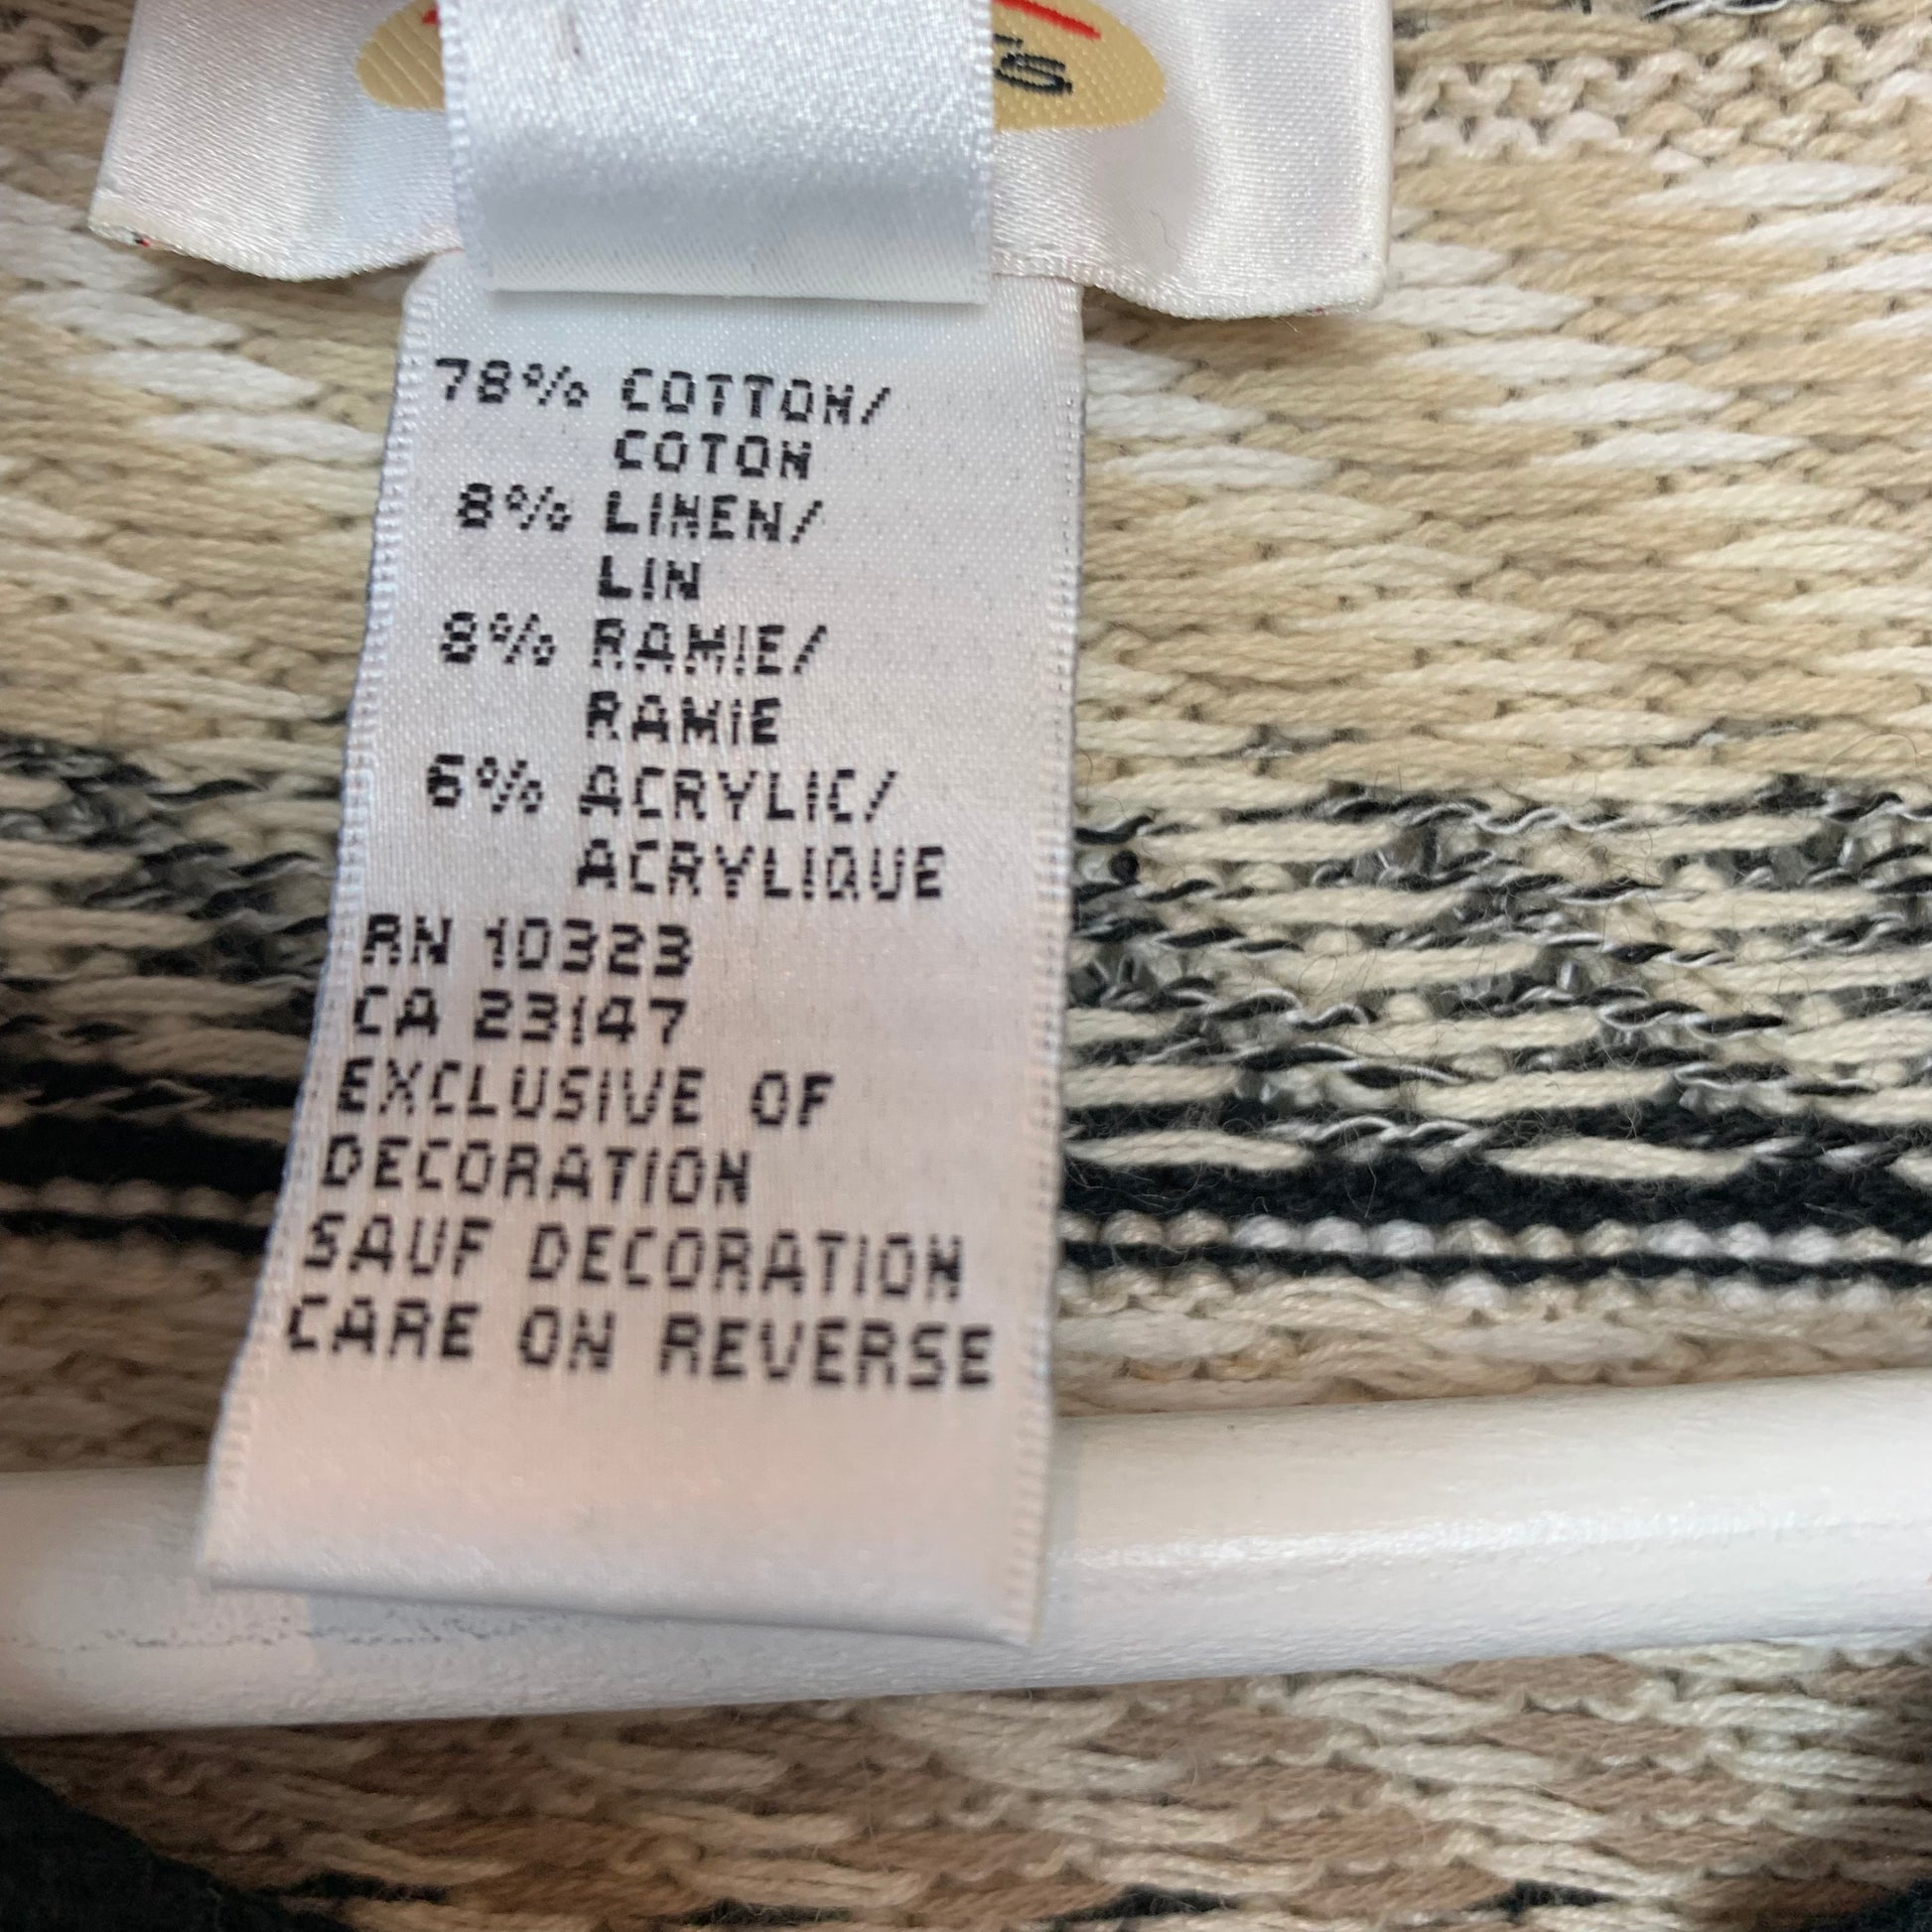 78% COTTON/
COTON
8% LINEN/
LIN
8% RAMIE/
RAMIE
6% ACRYLIC/
ACRYLIQUE
RN 10323
CA 23147
EXCLUSIVE OF
DECORATION
SAUF DECORATION
CARE ON REVERSE